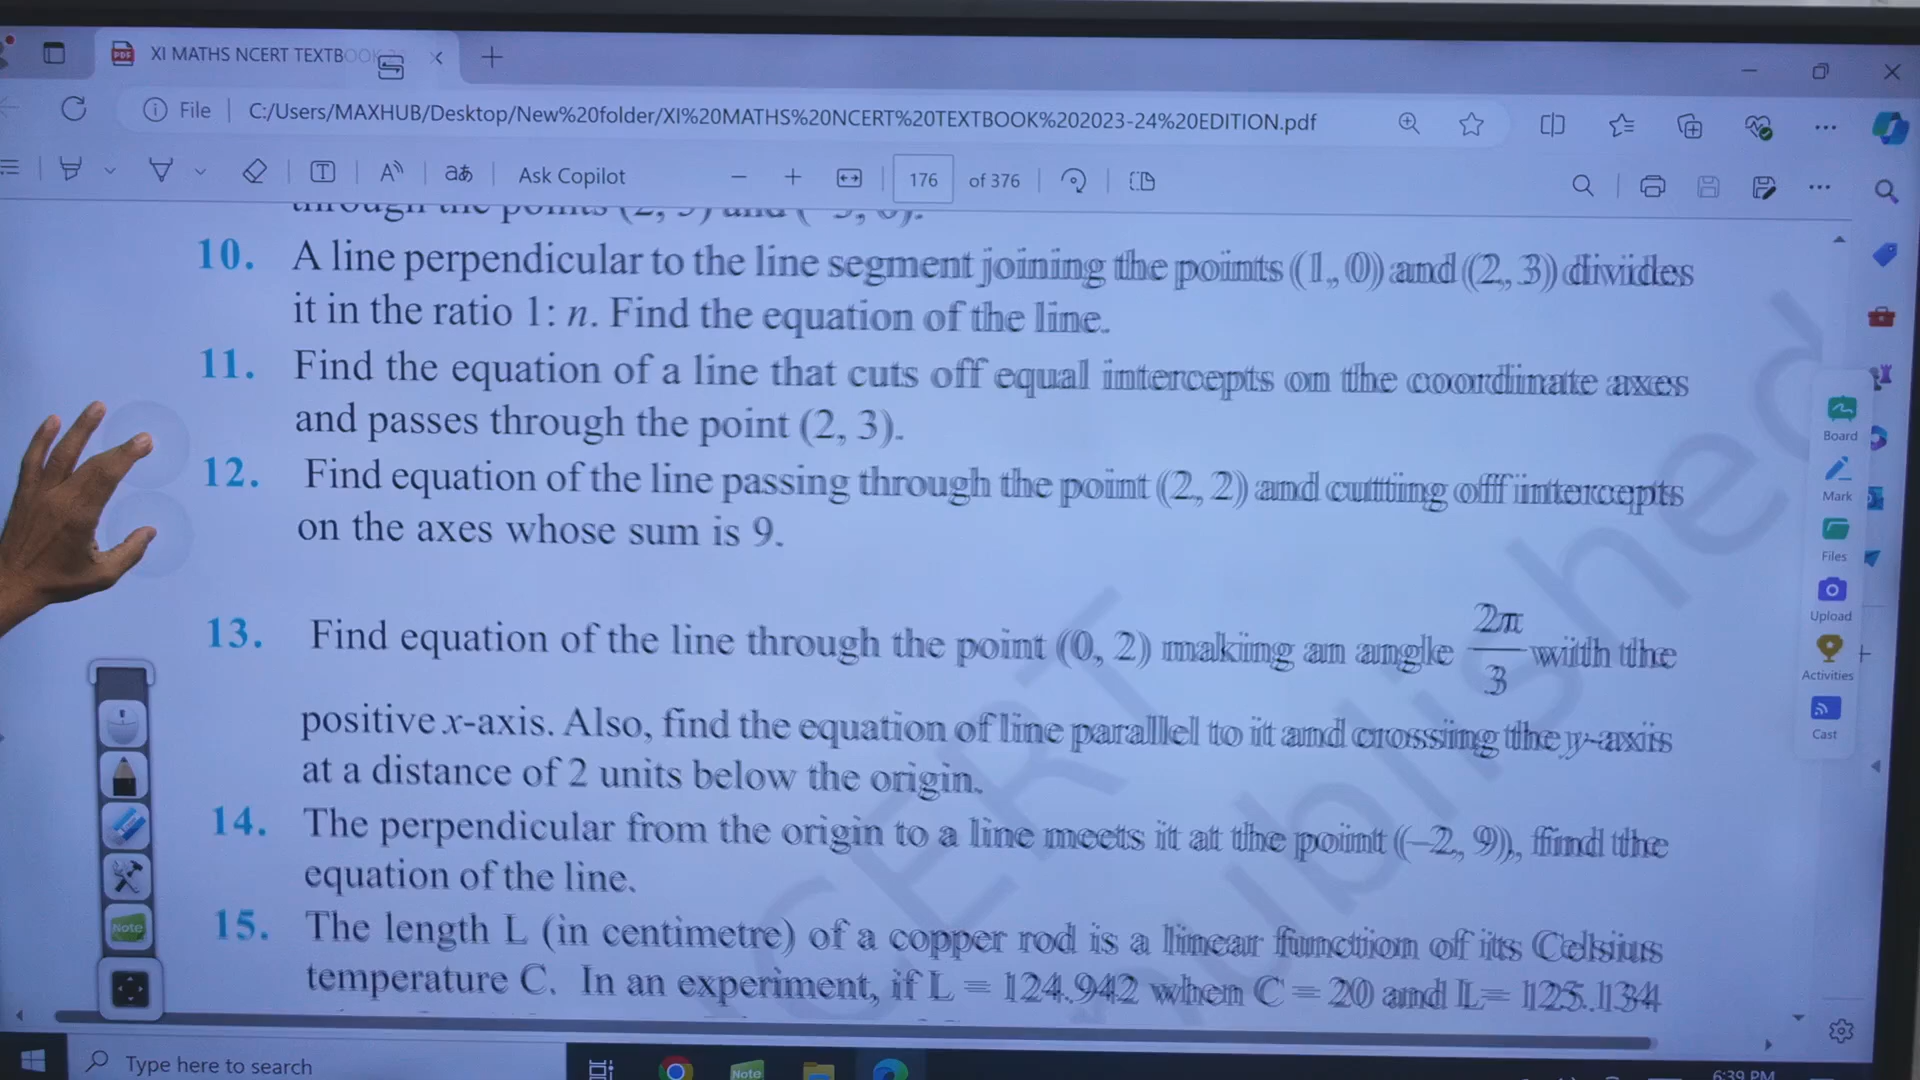 XI MATHS NCERT TEXTBOOK
File
C:/Users/MAXHUB/Desktop/New%20folder/XI%20MATHS%20NCERT%20TEXTBOOK%202023-24%20EDITION.pdf
Ask Copilot
176 of 376
through the points
10. A line perpendicular to the line segment joining the points (1, 0) and (2, 3) divides
it in the ratio 1: n. Find the equation of the line.
11. Find the equation of a line that cuts off equal intercepts on the coordinate axes
and passes through the point (2, 3).
12. Find equation of the line passing through the point (2, 2) and cutting off intercepts
on the axes whose sum is 9.
13. Find equation of the line through the point (0, 2) making an angle 2π/3 with the
positive x-axis. Also, find the equation of line parallel to it and crossing the y-axis
at a distance of 2 units below the origin.
14. The perpendicular from the origin to a line meets it at the point (–2, 9), find the
equation of the line.
15. The length L (in centimetre) of a copper rod is a linear function of its Celsius
temperature C. In an experiment, if L = 124.942 when C = 20 and L= 125.134
Board
Mark
Files
Upload
Activities
Cast
Note
Type here to search
Note
6:39 PM